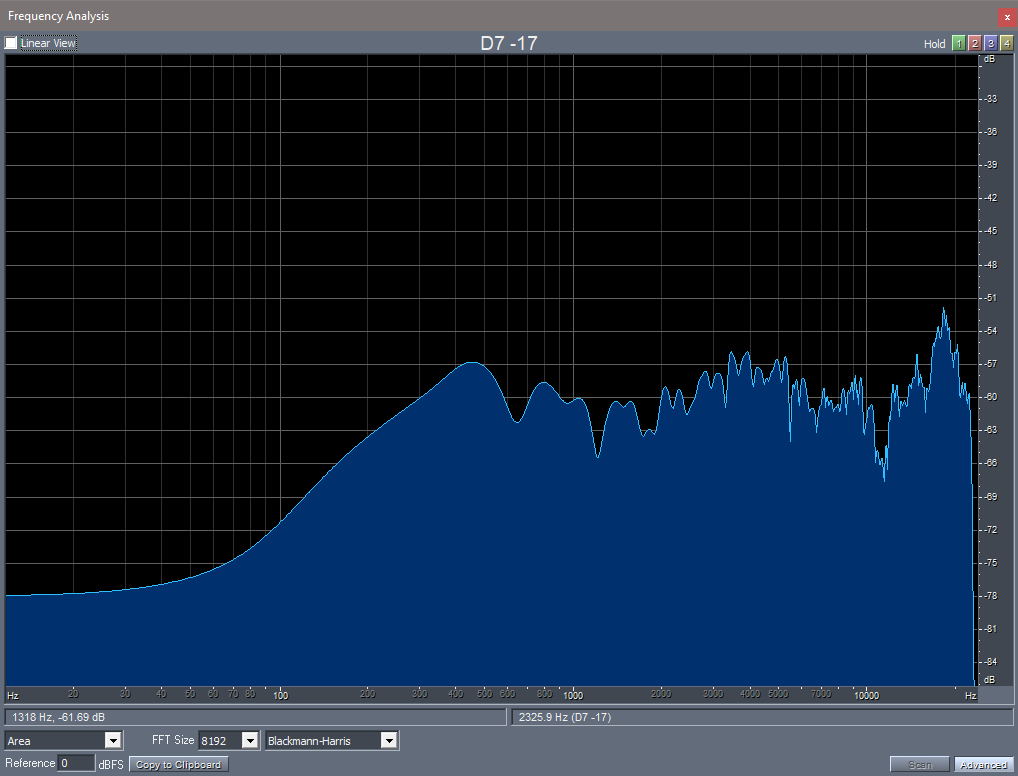 Frequency Analysis x
Linear View D7 -17 Hold 1 2 3 4
dB
-33
-36
-39
-42
-45
-48
-51
-54
-57
-60
-63
-66
-69
-72
-75
-78
-81
-84
dB
Hz 20 30 40 50 60 70 80 100 200 300 400 500 600 800 1000 2000 3000 4000 5000 7000 10000 Hz
1318 Hz, -61.69 dB 2325.9 Hz (D7 -17)
Area FFT Size 8192 Blackmann-Harris
Reference 0 dBFS Copy to Clipboard Scan Advanced